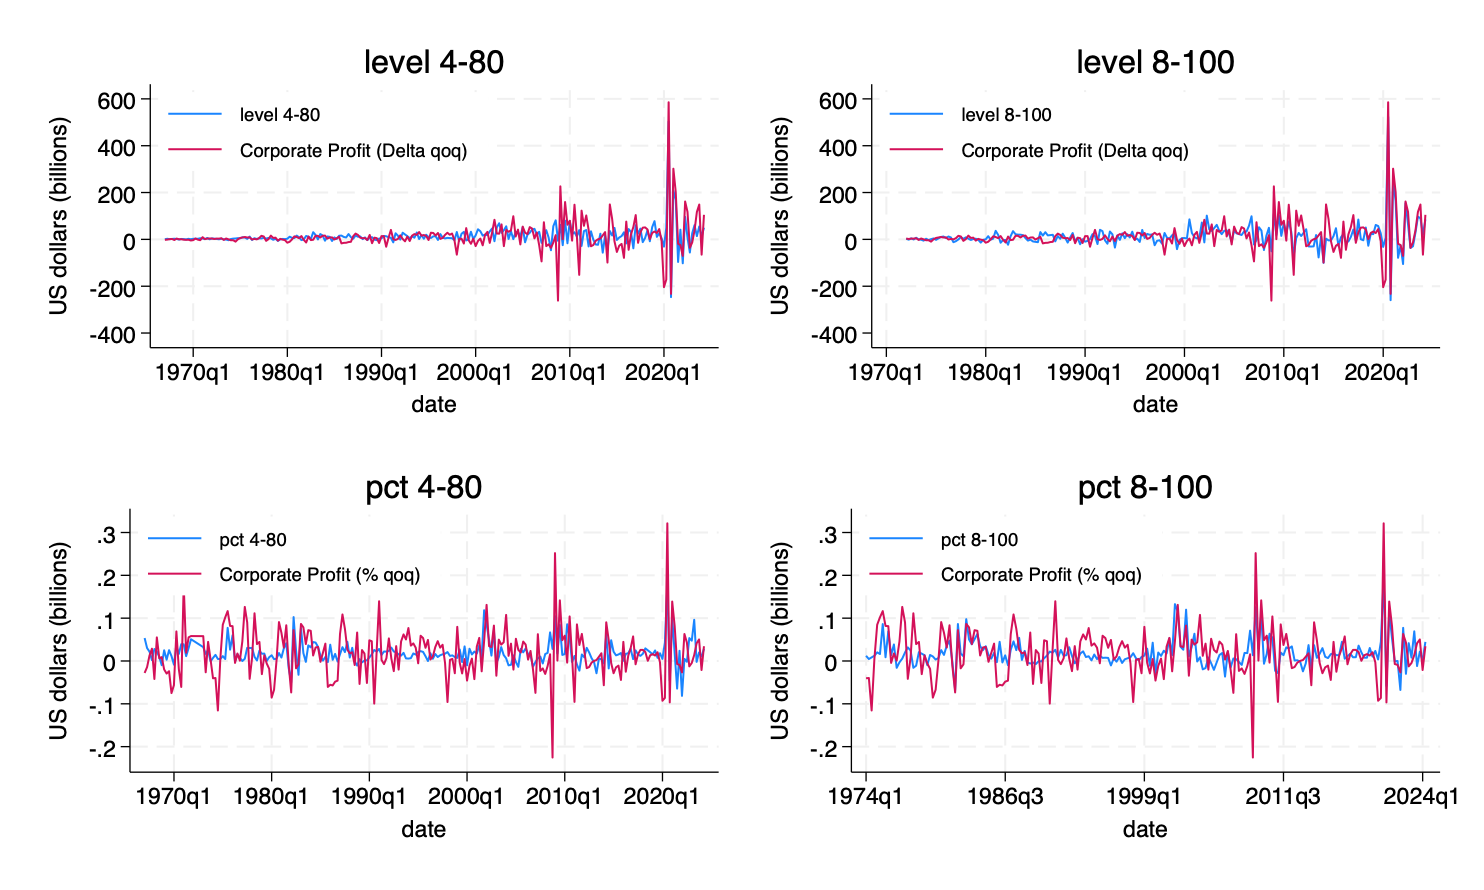 level 4-80
US dollars (billions)
600
400
200
0
-200
-400
level 4-80
Corporate Profit (Delta qoq)
1970q1 1980q1 1990q1 2000q1 2010q1 2020q1
date
level 8-100
US dollars (billions)
600
400
200
0
-200
-400
level 8-100
Corporate Profit (Delta qoq)
1970q1 1980q1 1990q1 2000q1 2010q1 2020q1
date
pct 4-80
US dollars (billions)
.3
.2
.1
0
-.1
-.2
pct 4-80
Corporate Profit (% qoq)
1970q1 1980q1 1990q1 2000q1 2010q1 2020q1
date
pct 8-100
US dollars (billions)
.3
.2
.1
0
-.1
-.2
pct 8-100
Corporate Profit (% qoq)
1974q1 1986q3 1999q1 2011q3 2024q1
date